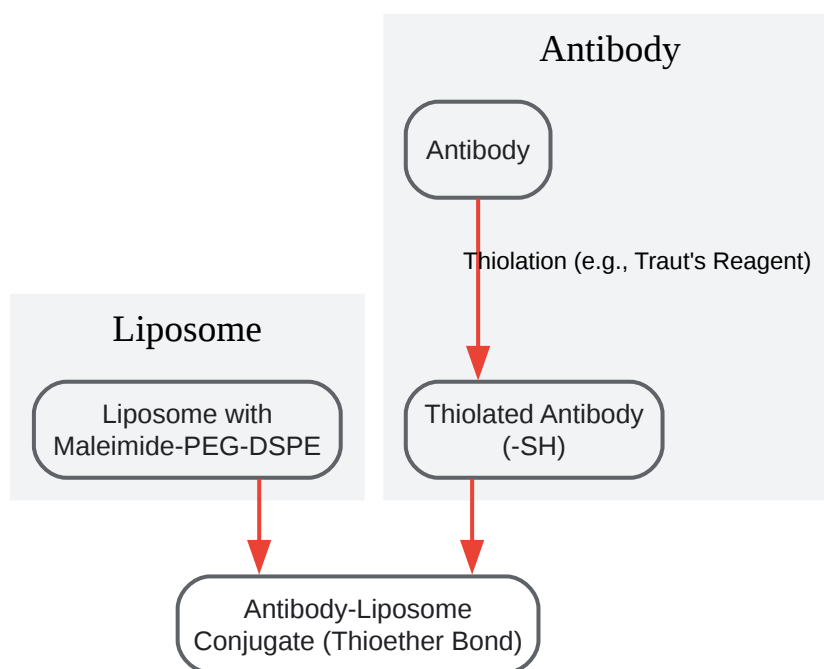 Antibody
Antibody
Thiolation (e.g., Traut's Reagent)
Liposome
Liposome with
Maleimide-PEG-DSPE
Thiolated Antibody
(-SH)
Antibody-Liposome
Conjugate (Thioether Bond)